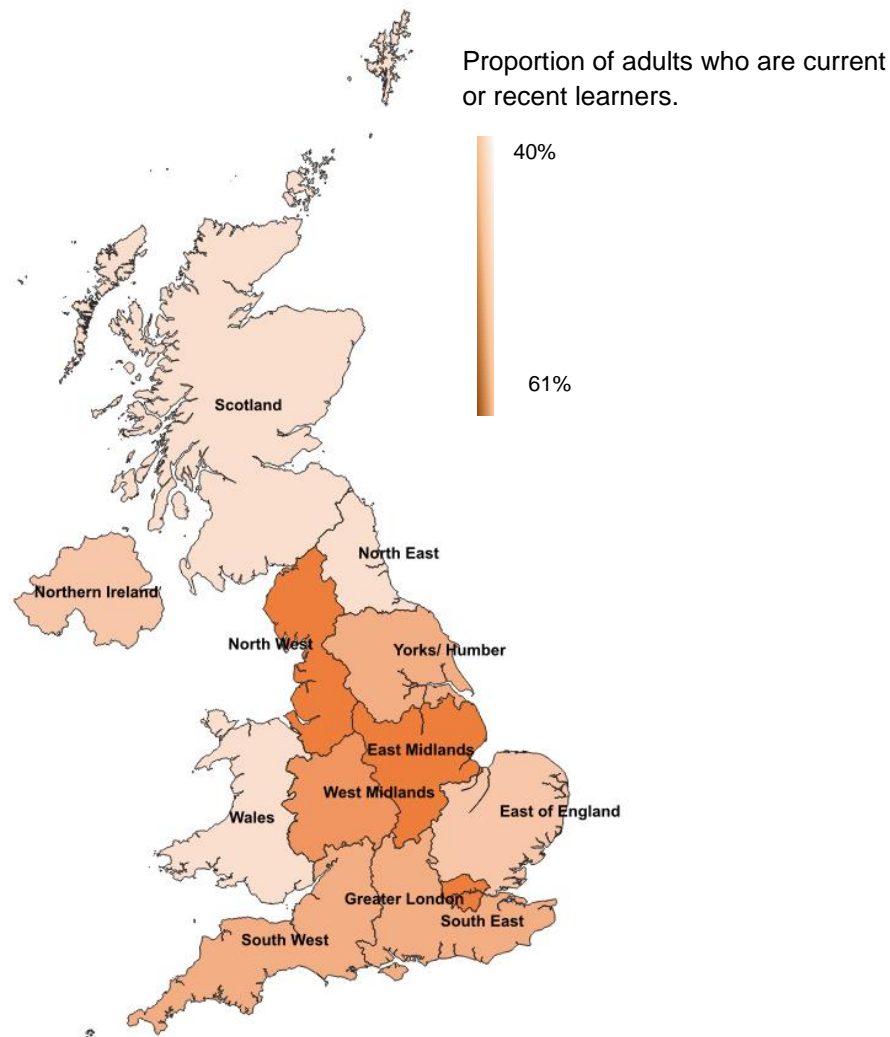 Proportion of adults who are current
or recent learners.
40%
61%
Scotland
North East
Northern Ireland
North West
Yorks/ Humber
East Midlands
West Midlands
East of England
Wales
Greater London
South East
South West